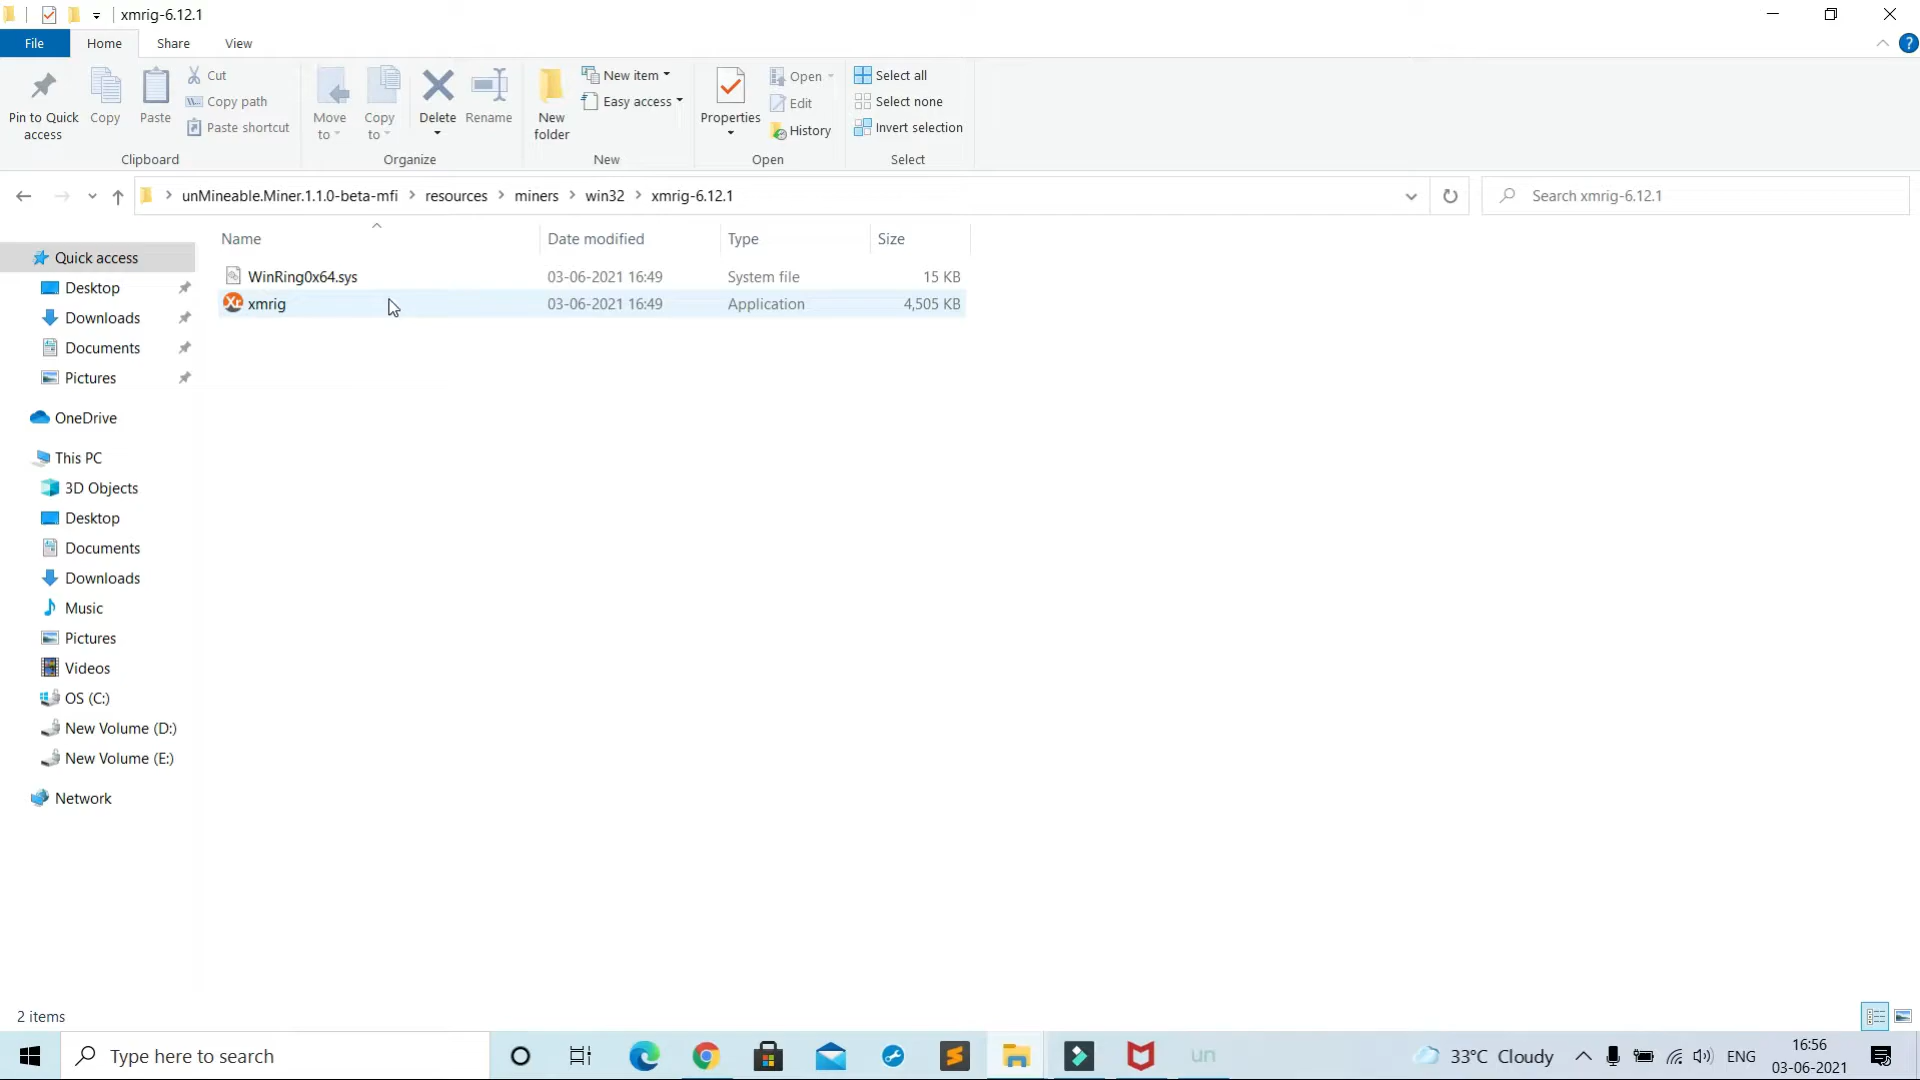 xmrig-6.12.1
File Home Share View
Pin to Quick access
Copy
Paste
Cut
Copy path
Paste shortcut
Clipboard
Move to
Copy to
Delete
Rename
Organize
New folder
New item
Easy access
New
Properties
Open
Edit
History
Open
Select all
Select none
Invert selection
Select
unMineable.Miner.1.1.0-beta-mfi resources miners win32 xmrig-6.12.1
Search xmrig-6.12.1
Name Date modified Type Size
WinRing0x64.sys 03-06-2021 16:49 System file 15 KB
xmrig 03-06-2021 16:49 Application 4,505 KB
Quick access
Desktop
Downloads
Documents
Pictures
OneDrive
This PC
3D Objects
Desktop
Documents
Downloads
Music
Pictures
Videos
OS (C:)
New Volume (D:)
New Volume (E:)
Network
2 items
Type here to search
un
33°C Cloudy
ENG
16:56
03-06-2021